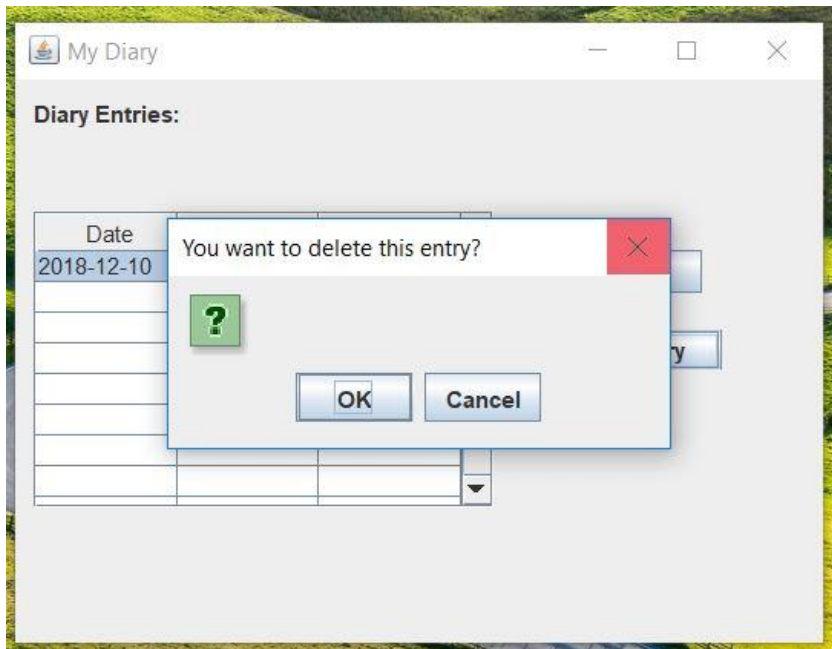 My Diary
Diary Entries:
Date
You want to delete this entry?
2018-12-10
?
ry
OK
Cancel